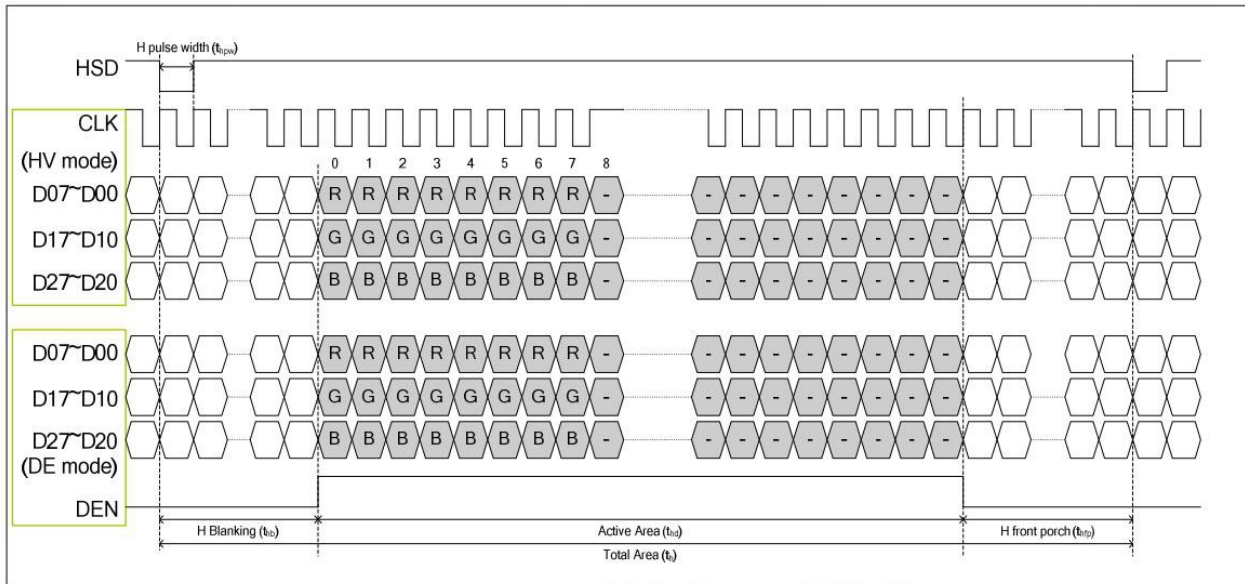 H pulse width (thpw)
HSD
CLK
(HV mode)
0 1 2 3 4 5 6 7 8
D07~D00 R R R R R R R R - - - - - - - - -
D17~D10 G G G G G G G G - - - - - - - - -
D27~D20 B B B B B B B B - - - - - - - - -
D07~D00 R R R R R R R R - - - - - - - - -
D17~D10 G G G G G G G G - - - - - - - - -
D27~D20 B B B B B B B B - - - - - - - - -
(DE mode)
DEN
H Blanking (thb) Active Area (thd) H front porch (thfp)
Total Area (th)